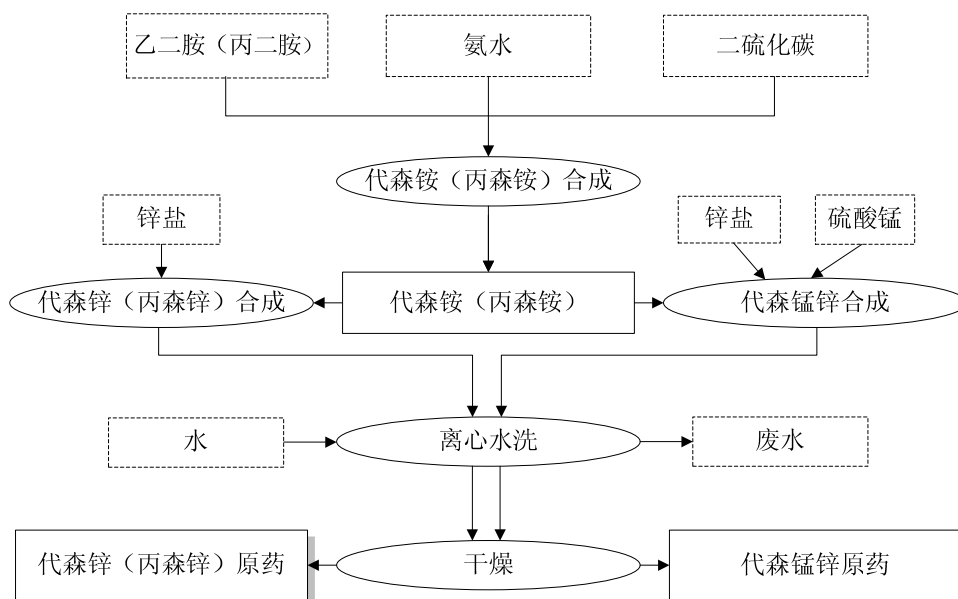 乙二胺（丙二胺）
氨水
二硫化碳
代森铵（丙森铵）合成
锌盐
锌盐
硫酸锰
代森锌（丙森锌）合成
代森铵（丙森铵）
代森锰锌合成
水
离心水洗
废水
代森锌（丙森锌）原药
干燥
代森锰锌原药